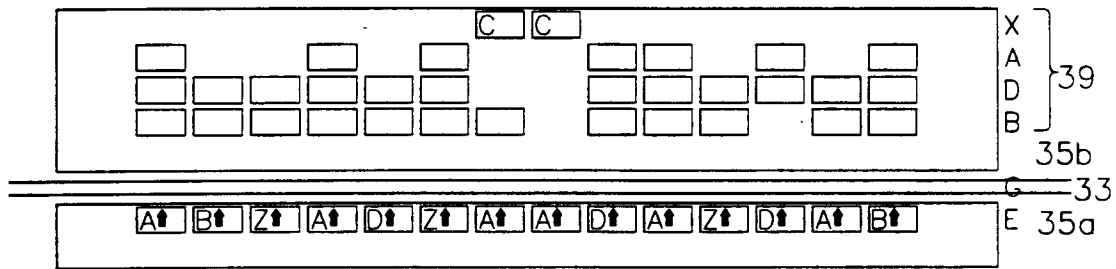 C C X
A
D 39
B
35b
G 33
A B Z A D Z A A D A Z D A B E 35a